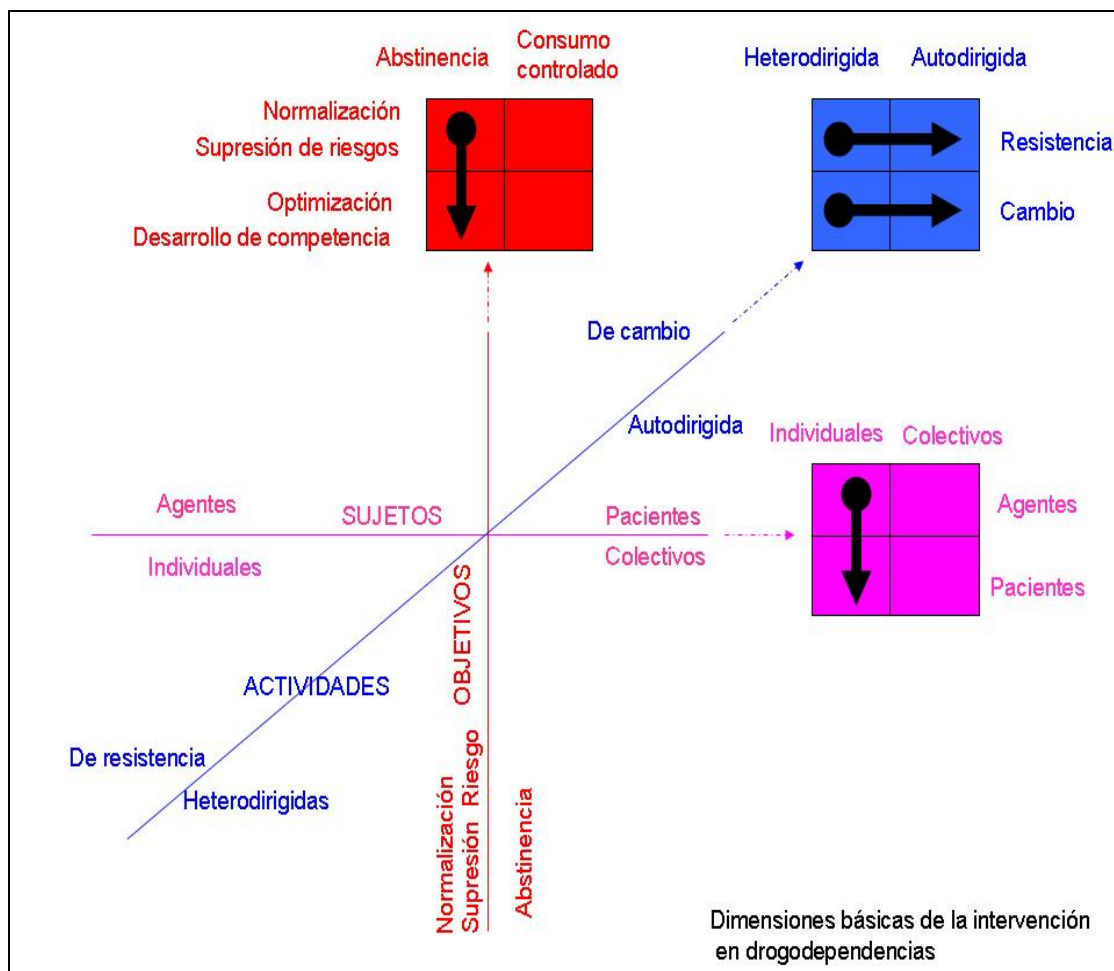 Abstinencia
Consumo
controlado
Heterodirigida
Autodirigida
Normalización
Supresión de riesgos
Optimización
Desarrollo de competencia
Resistencia
Cambio
De cambio
Autodirigida
Individuales
Colectivos
Agentes
Pacientes
Agentes
SUJETOS
Pacientes
Individuales
Colectivos
OBJETIVOS
ACTIVIDADES
De resistencia
Heterodirigidas
Normalización
Supresión Riesgo
Abstinencia
Dimensiones básicas de la intervención
en drogodependencias